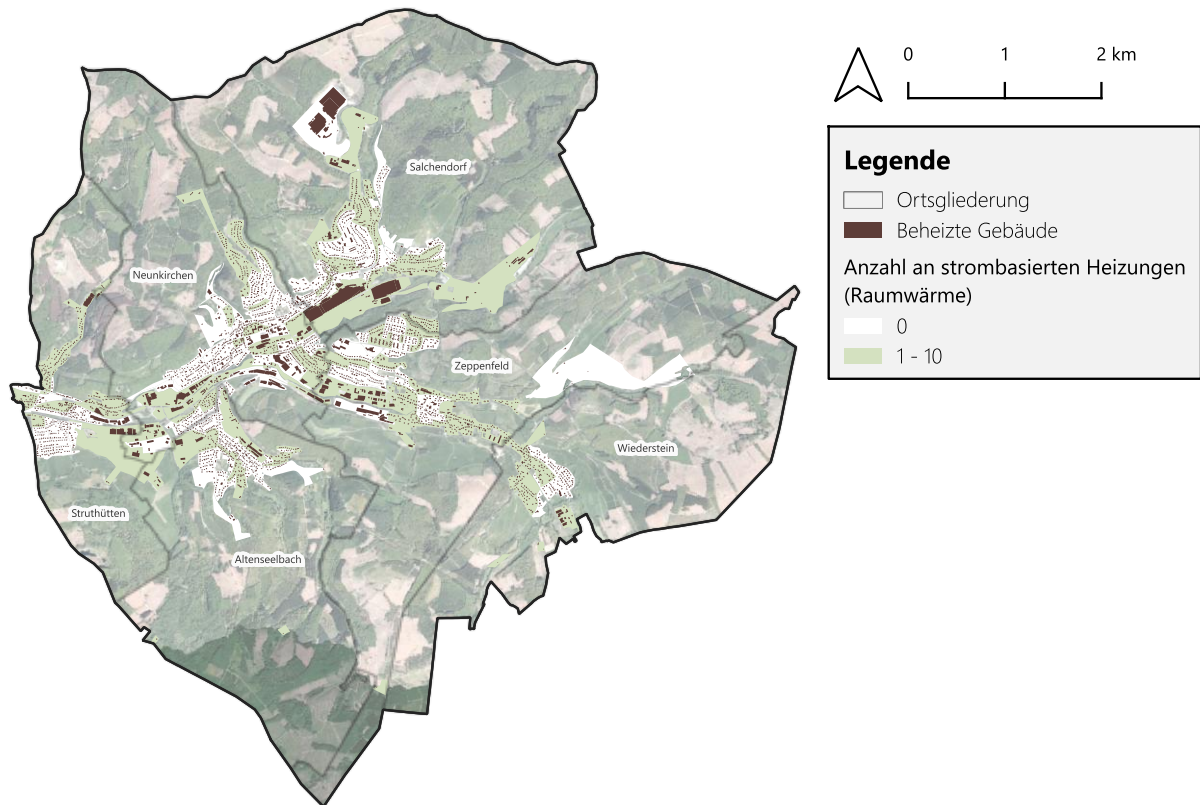 0 1 2 km
Legende
Ortsgliederung
Beheizte Gebäude
Anzahl an strombasierten Heizungen
(Raumwärme)
0
1 - 10
Salchendorf
Neunkirchen
Zeppenfeld
Wiederstein
Struthütten
Altenseelbach